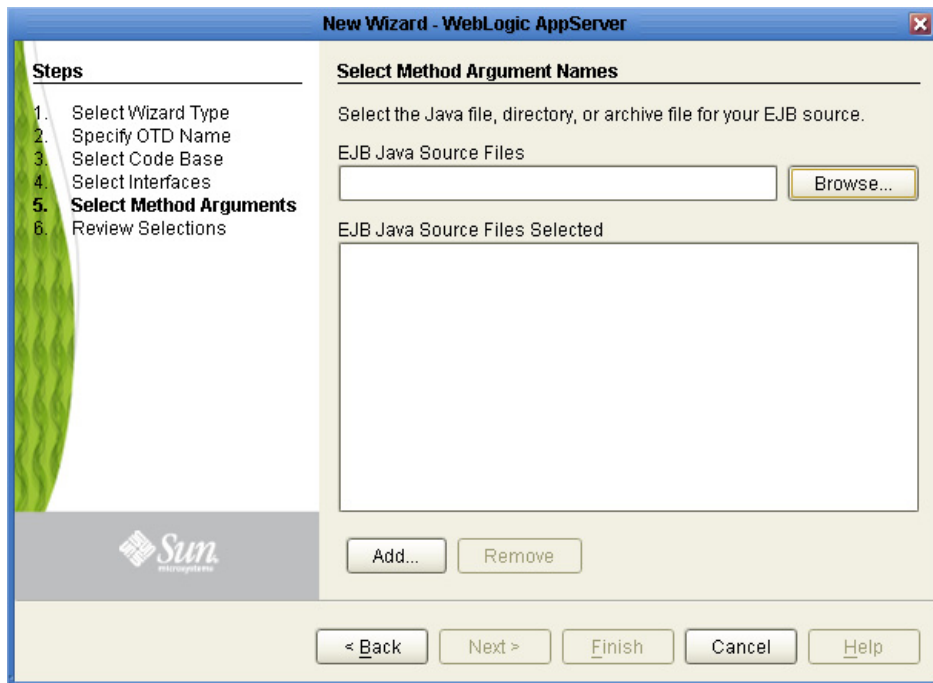 New Wizard - WebLogic AppServer
Steps
1. Select Wizard Type
2. Specify OTD Name
3. Select Code Base
4. Select Interfaces
5. Select Method Arguments
6. Review Selections
Sun
microsystems
Select Method Argument Names
Select the Java file, directory, or archive file for your EJB source.
EJB Java Source Files
Browse...
EJB Java Source Files Selected
Add...
Remove
< Back
Next >
Finish
Cancel
Help